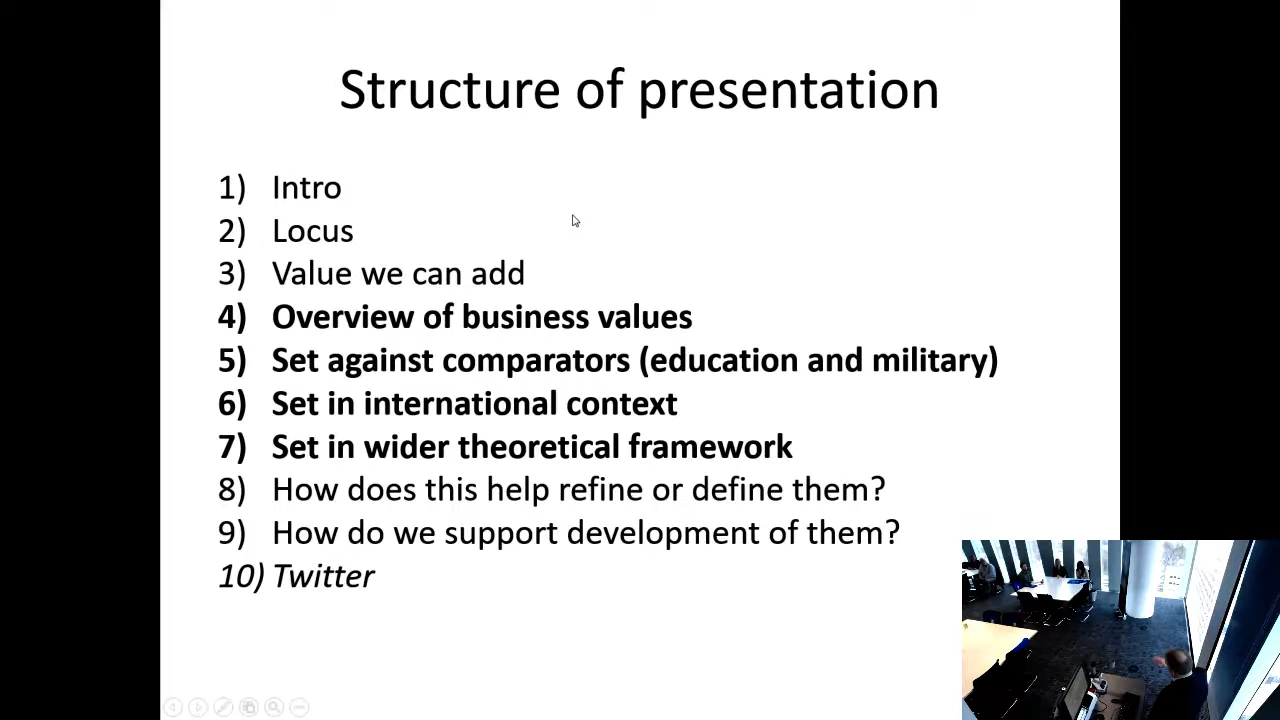 Structure of presentation
1) Intro
2) Locus
3) Value we can add
4) Overview of business values
5) Set against comparators (education and military)
6) Set in international context
7) Set in wider theoretical framework
8) How does this help refine or define them?
9) How do we support development of them?
10) Twitter